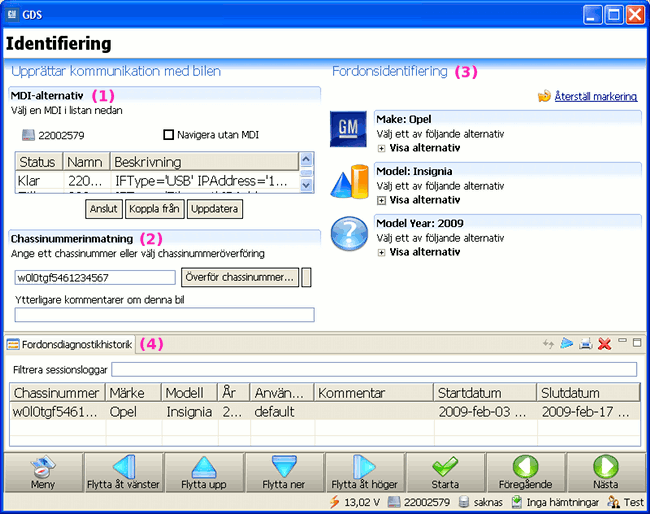 GDS
Identifiering
Upprättar kommunikation med bilen
MDI-alternativ (1)
Välj en MDI i listan nedan
22002579 Navigera utan MDI
Status Namn Beskrivning
Klar 220... IFType='USB' IPAddress='1...
Anslut Koppla från Uppdatera
Chassinummerinmatning (2)
Ange ett chassinummer eller välj chassinummeröverföring
w0l0tgf5461234567 Överför chassinummer...
Ytterligare kommentarer om denna bil
Fordonsidentifiering (3)
Återställ markering
GM
Make: Opel
Välj ett av följande alternativ
Visa alternativ
Model: Insignia
Välj ett av följande alternativ
Visa alternativ
Model Year: 2009
Välj ett av följande alternativ
Visa alternativ
Fordonsdiagnostikhistorik (4)
Filtrera sessionsloggar
Chassinummer Märke Modell År Använ... Kommentar Startdatum Slutdatum
w0l0tgf5461... Opel Insignia 2... default 2009-feb-03 ... 2009-feb-17 ...
Meny Flytta åt vänster Flytta upp Flytta ner Flytta åt höger Starta Föregående Nästa
13,02 V 22002579 saknas Inga hämtningar Test